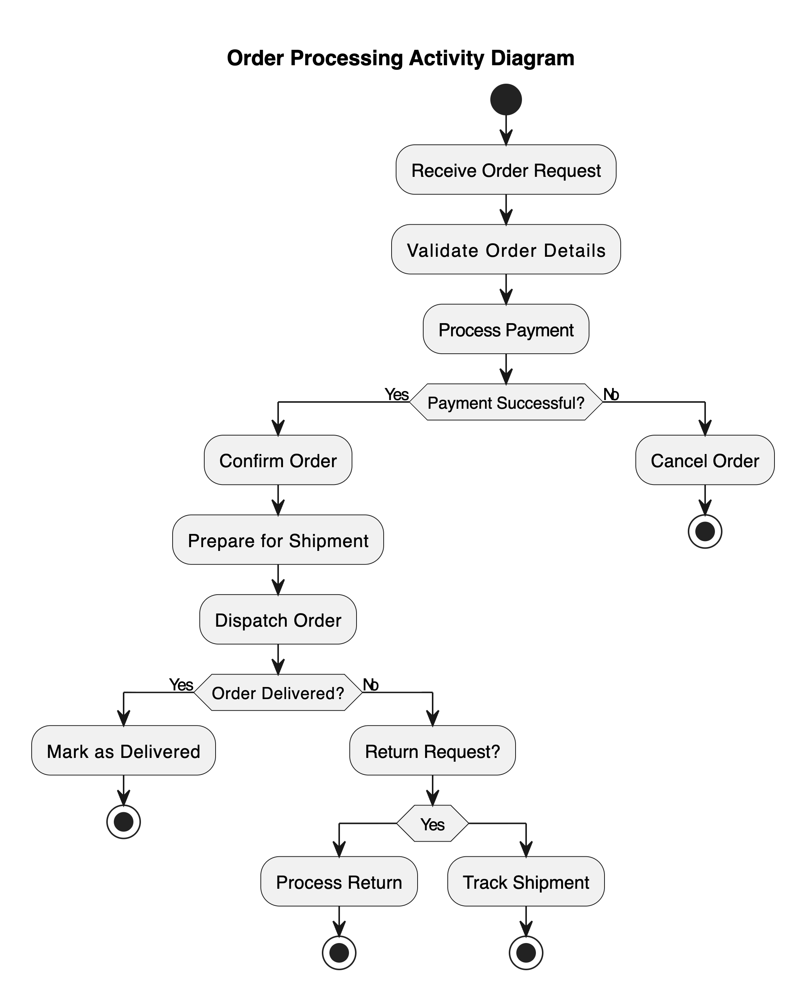 Order Processing Activity Diagram
Receive Order Request
Validate Order Details
Process Payment
Yes
Payment Successful?
No
Confirm Order
Cancel Order
Prepare for Shipment
Dispatch Order
Yes
Order Delivered?
No
Mark as Delivered
Return Request?
Yes
Process Return
Track Shipment